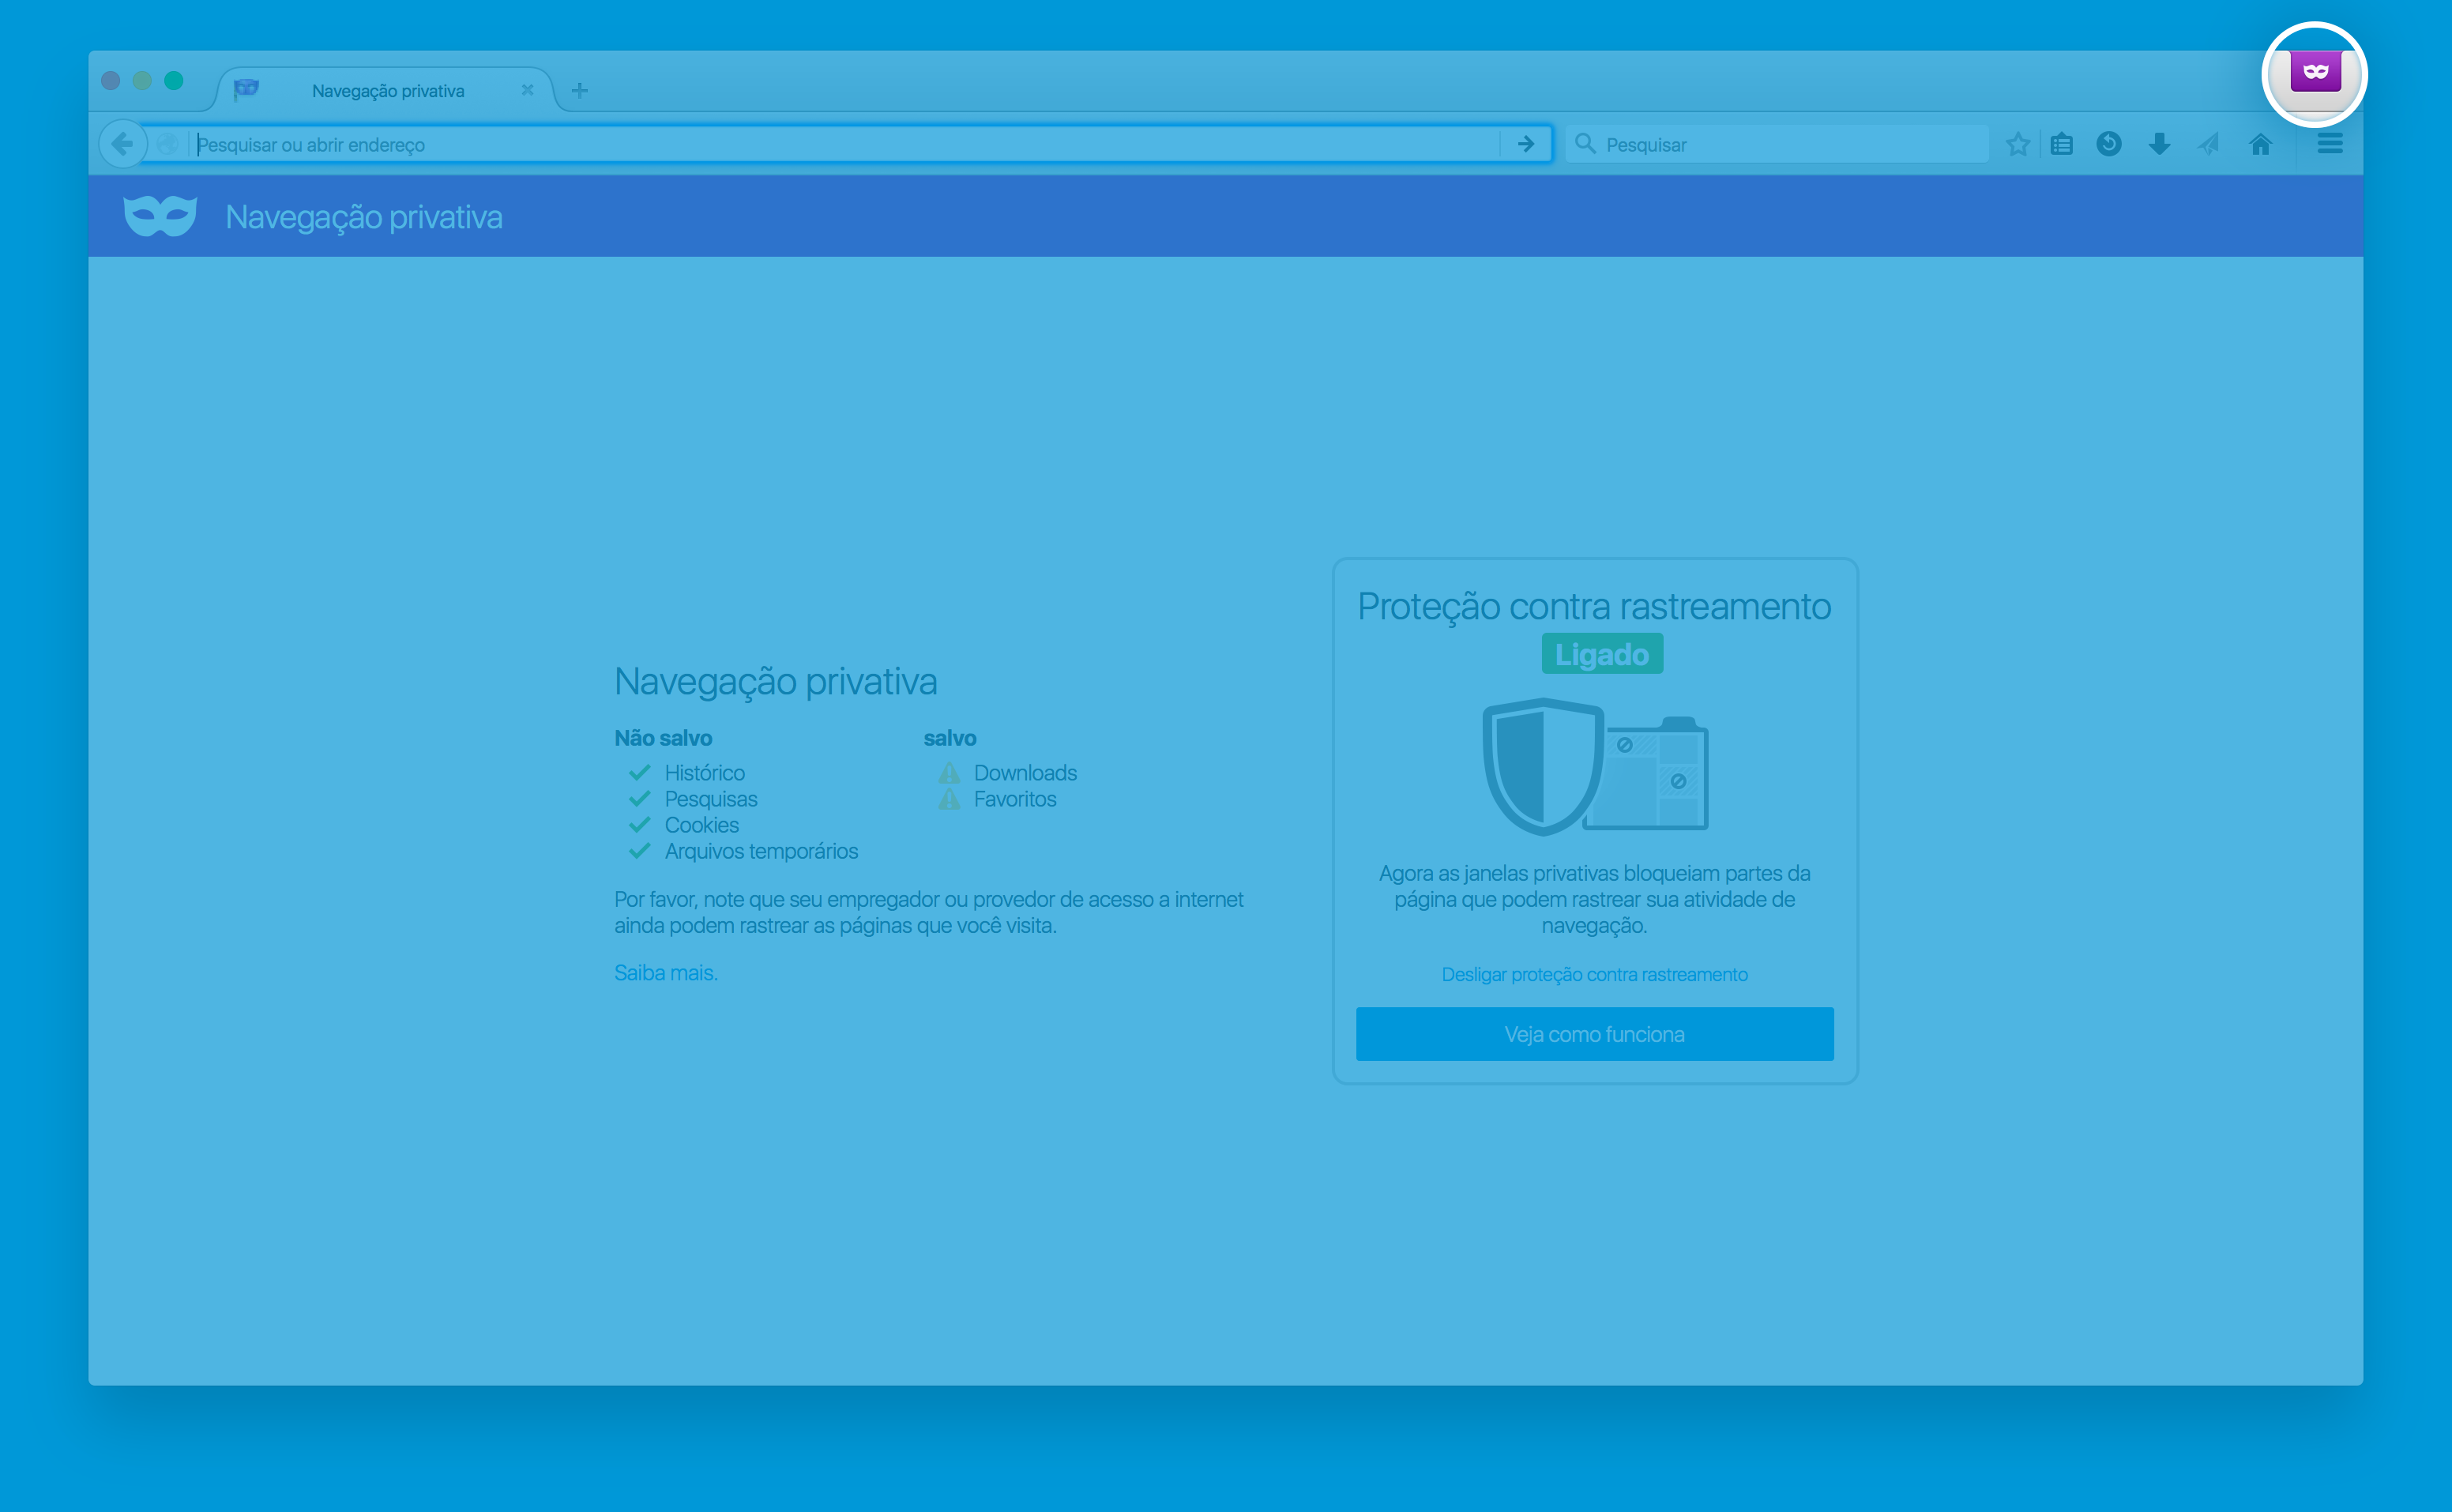 Navegação privativa
Pesquisar ou abrir endereço
Pesquisar
Navegação privativa
Navegação privativa
Não salvo
Histórico
Pesquisas
Cookies
Arquivos temporários
salvo
Downloads
Favoritos
Por favor, note que seu empregador ou provedor de acesso a internet
ainda podem rastrear as páginas que você visita.
Saiba mais.
Proteção contra rastreamento
Ligado
Agora as janelas privativas bloqueiam partes da
página que podem rastrear sua atividade de
navegação.
Desligar proteção contra rastreamento
Veja como funciona